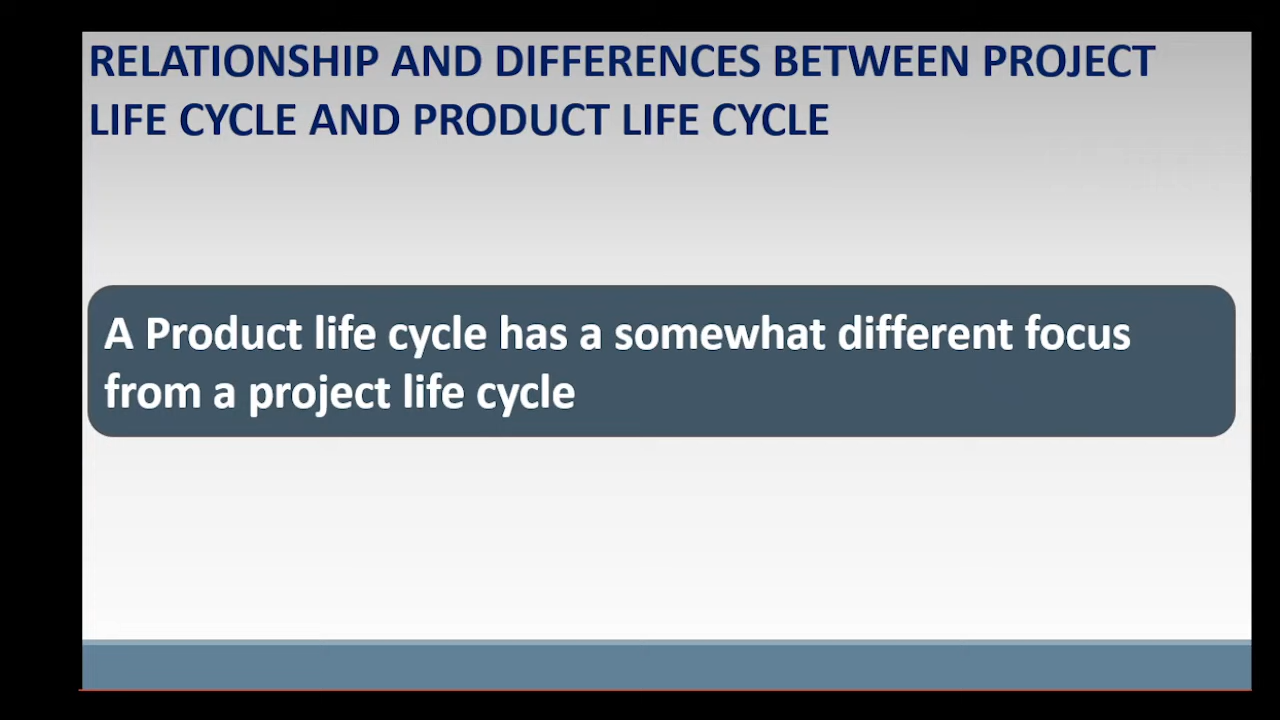 RELATIONSHIP AND DIFFERENCES BETWEEN PROJECT
LIFE CYCLE AND PRODUCT LIFE CYCLE
A Product life cycle has a somewhat different focus
from a project life cycle